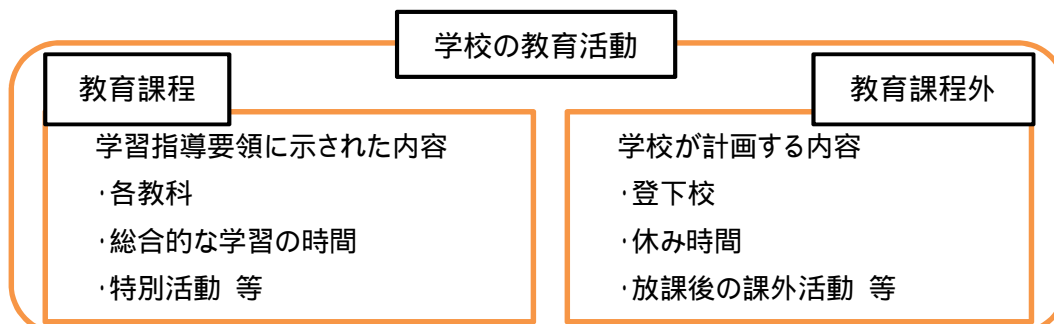 学校の教育活動
教育課程
学習指導要領に示された内容
・各教科
・総合的な学習の時間
・特別活動 等
教育課程外
学校が計画する内容
・登下校
・休み時間
・放課後の課外活動 等